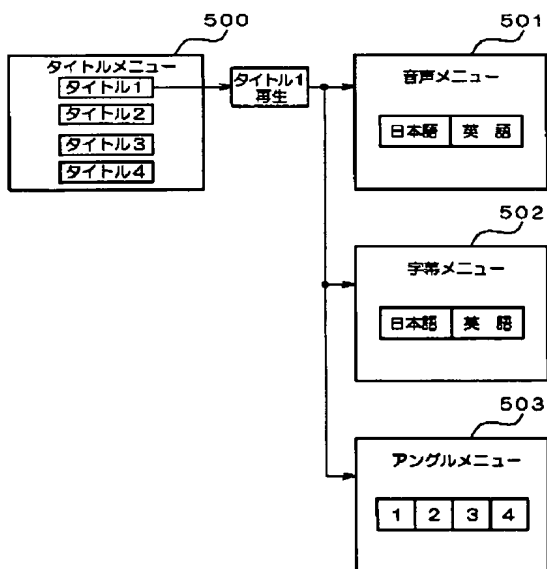 500
タイトルメニュー
タイトル1
タイトル2
タイトル3
タイトル4
タイトル1
再生
501
音声メニュー
日本語 英 語
502
字幕メニュー
日本語 英 語
503
アングルメニュー
1 2 3 4